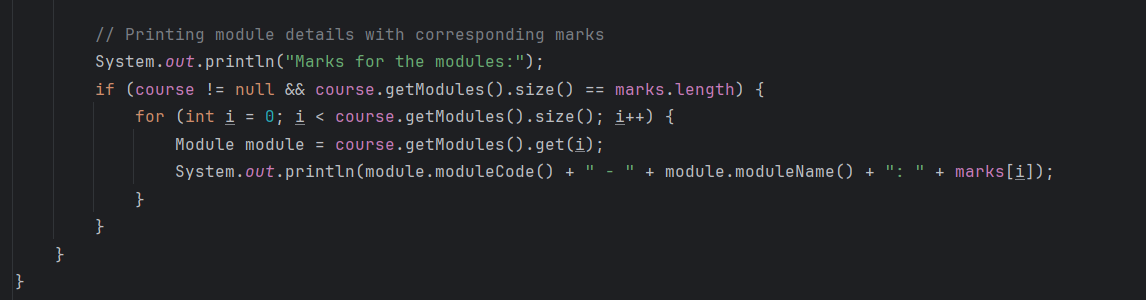 // Printing module details with corresponding marks
System.out.println("Marks for the modules:");
if (course != null && course.getModules().size() == marks.length) {
for (int i = 0; i < course.getModules().size(); i++) {
Module module = course.getModules().get(i);
System.out.println(module.moduleCode() + " - " + module.moduleName() + ": " + marks[i]);
}
}
}
}